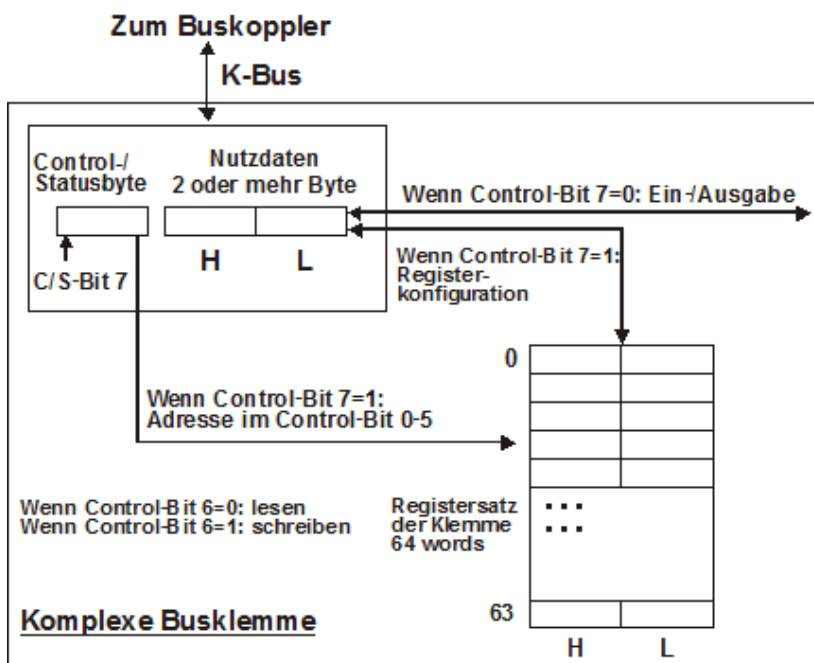 Zum Buskoppler
K-Bus
Control-/
Statusbyte
Nutzdaten
2 oder mehr Byte
H
L
C/S-Bit 7
Wenn Control-Bit 7=0: Ein-/Ausgabe
Wenn Control-Bit 7=1:
Register-
konfiguration
Wenn Control-Bit 7=1:
Adresse im Control-Bit 0-5
0
Wenn Control-Bit 6=0: lesen
Wenn Control-Bit 6=1: schreiben
Registersatz
der Klemme
64 words
63
H
L
Komplexe Busklemme